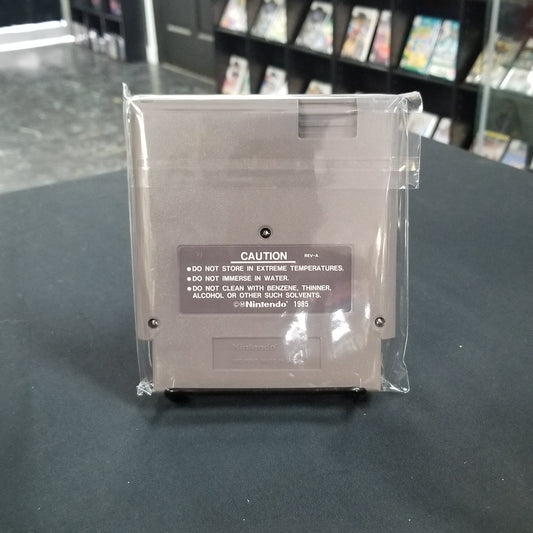 CAUTION REV-A
●DO NOT STORE IN EXTREME TEMPERATURES.
●DO NOT IMMERSE IN WATER.
●DO NOT CLEAN WITH BENZENE, THINNER,
ALCOHOL OR OTHER SUCH SOLVENTS.
©Ⓜ Nintendo® 1985
Nintendo